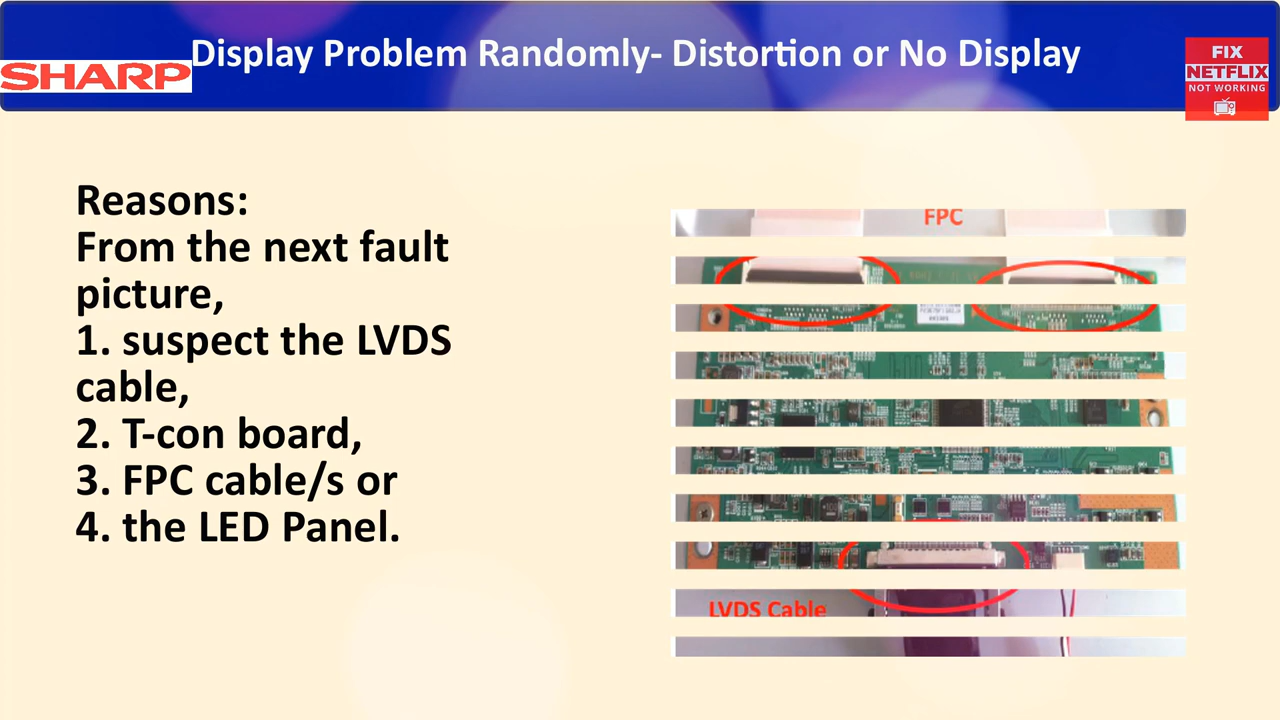 Display Problem Randomly- Distortion or No Display
SHARP
FIX
NETFLIX
NOT WORKING
Reasons:
From the next fault
picture,
1. suspect the LVDS
cable,
2. T-con board,
3. FPC cable/s or
4. the LED Panel.
FPC
LVDS Cable